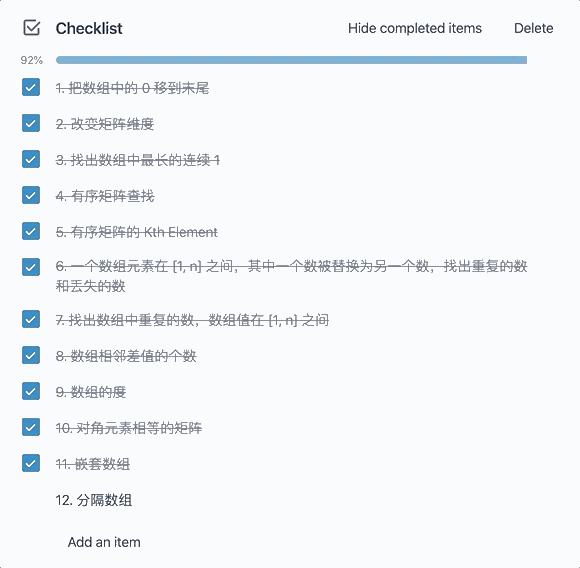 Checklist Hide completed items Delete
92%
1. 把数组中的 0 移到末尾
2. 改变矩阵维度
3. 找出数组中最长的连续 1
4. 有序矩阵查找
5. 有序矩阵的 Kth Element
6. 一个数组元素在 [1, n] 之间，其中一个数被替换为另一个数，找出重复的数
和丢失的数
7. 找出数组中重复的数，数组值在 [1, n] 之间
8. 数组相邻差值的个数
9. 数组的度
10. 对角元素相等的矩阵
11. 嵌套数组
12. 分隔数组
Add an item